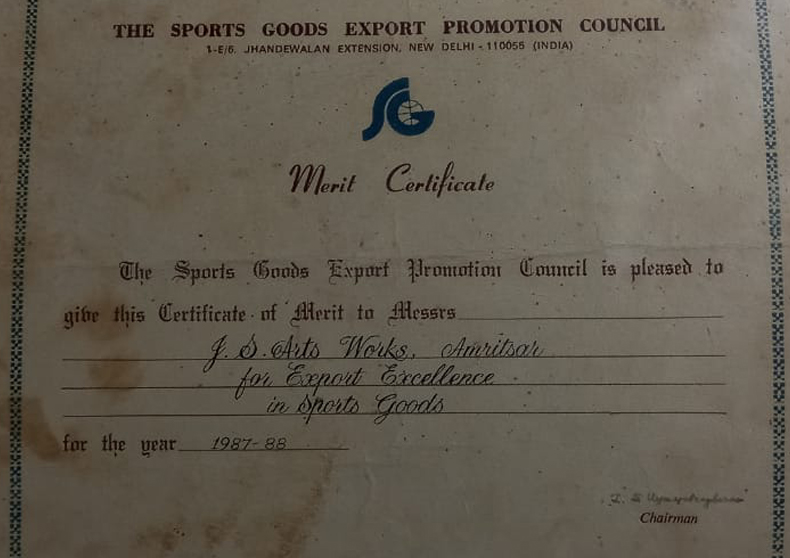 THE SPORTS GOODS EXPORT PROMOTION COUNCIL
1-E/6, JHANDEWALAN EXTENSION, NEW DELHI - 110055 (INDIA)
SG
Merit Certificate
The Sports Goods Export Promotion Council is pleased to
give this Certificate of Merit to Messrs
J. S. Arts Works, Amritsar
for Export Excellence
in Sports Goods
for the year 1987-88
Chairman